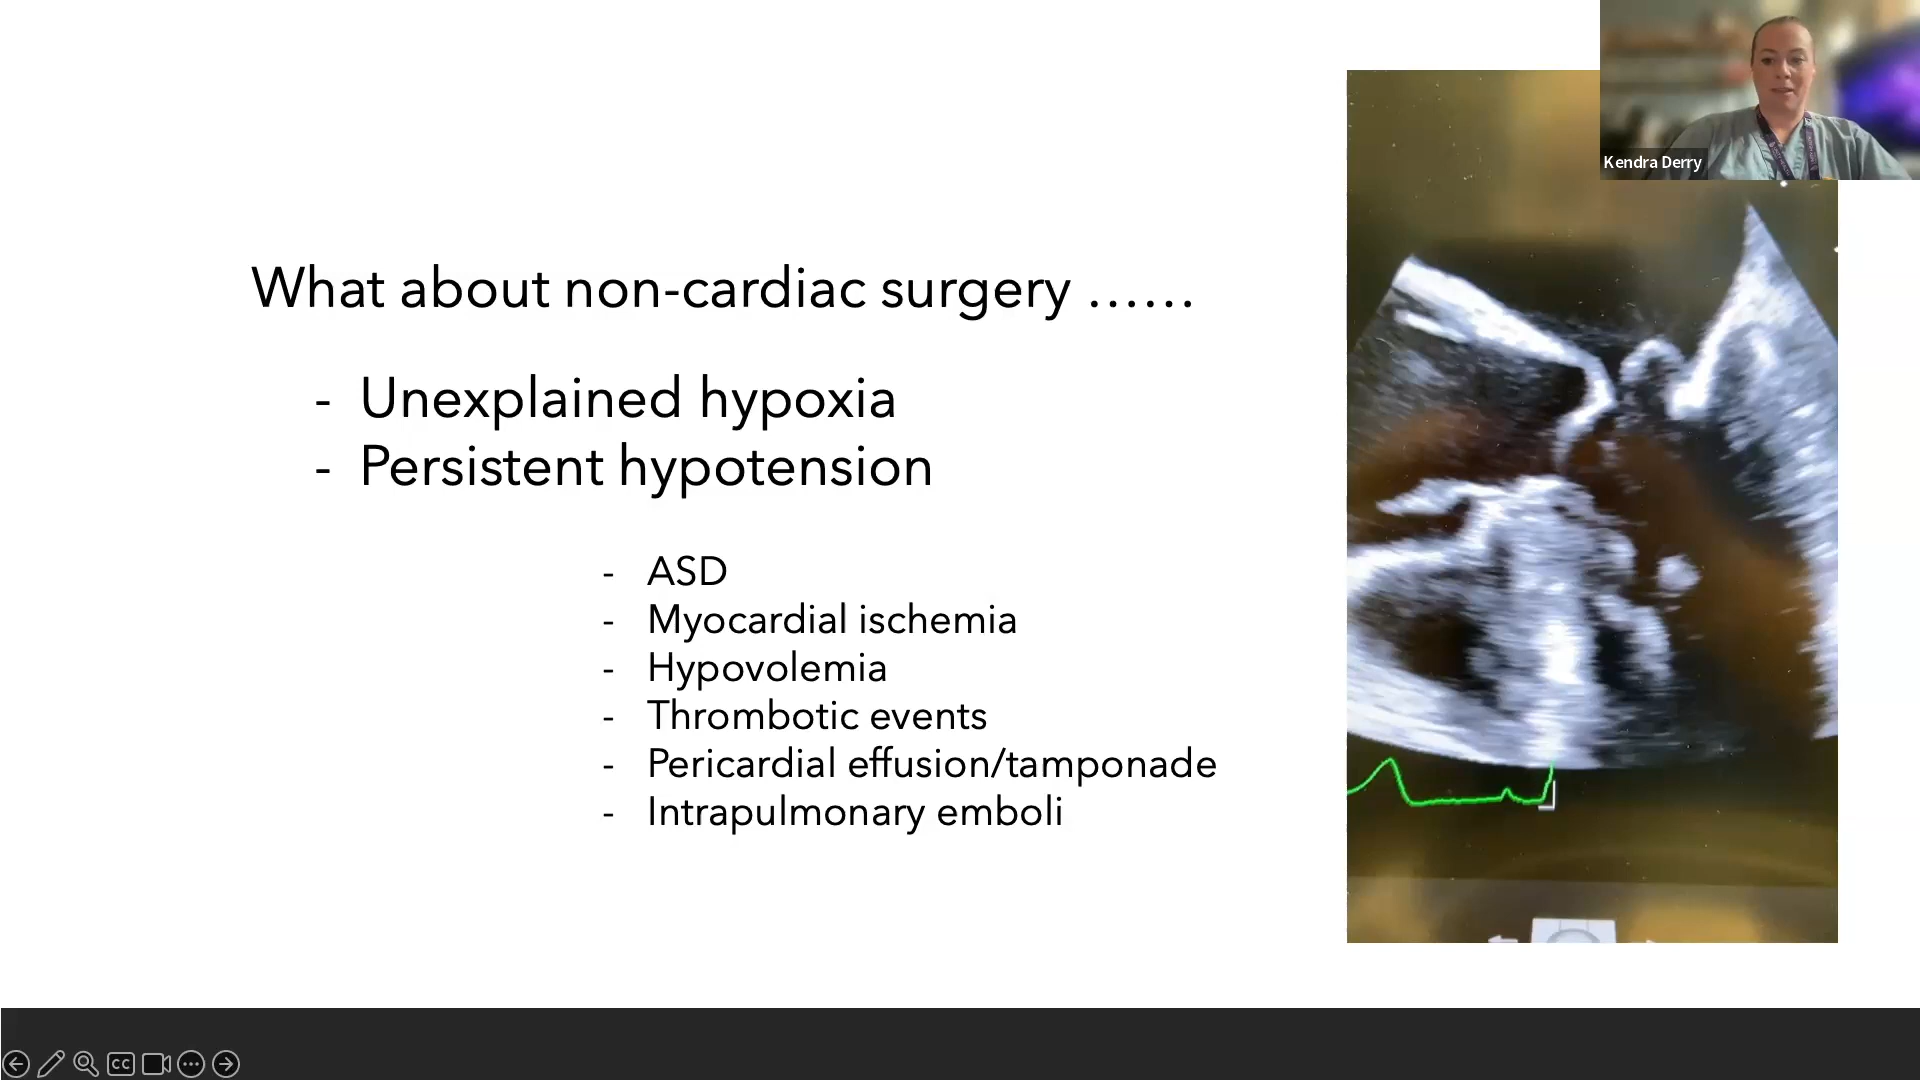 Kendra Derry
What about non-cardiac surgery ......
- Unexplained hypoxia
- Persistent hypotension
- ASD
- Myocardial ischemia
- Hypovolemia
- Thrombotic events
- Pericardial effusion/tamponade
- Intrapulmonary emboli
CC